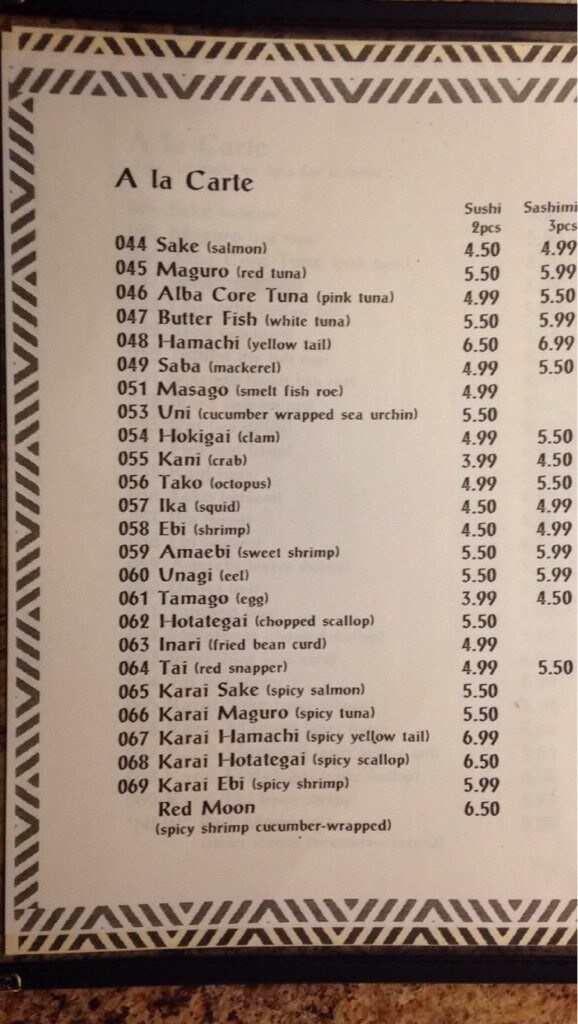 A la Carte
Sushi Sashimi
2pcs 3pcs
044 Sake (salmon) 4.50 4.99
045 Maguro (red tuna) 5.50 5.99
046 Alba Core Tuna (pink tuna) 4.99 5.50
047 Butter Fish (white tuna) 5.50 5.99
048 Hamachi (yellow tail) 6.50 6.99
049 Saba (mackerel) 4.99 5.50
051 Masago (smelt fish roe) 4.99
053 Uni (cucumber wrapped sea urchin) 5.50
054 Hokigai (clam) 4.99 5.50
055 Kani (crab) 3.99 4.50
056 Tako (octopus) 4.99 5.50
057 Ika (squid) 4.50 4.99
058 Ebi (shrimp) 4.50 4.99
059 Amaebi (sweet shrimp) 5.50 5.99
060 Unagi (eel) 5.50 5.99
061 Tamago (egg) 3.99 4.50
062 Hotategai (chopped scallop) 5.50
063 Inari (fried bean curd) 4.99
064 Tai (red snapper) 4.99 5.50
065 Karai Sake (spicy salmon) 5.50
066 Karai Maguro (spicy tuna) 5.50
067 Karai Hamachi (spicy yellow tail) 6.99
068 Karai Hotategai (spicy scallop) 6.50
069 Karai Ebi (spicy shrimp) 5.99
Red Moon 6.50
(spicy shrimp cucumber-wrapped)